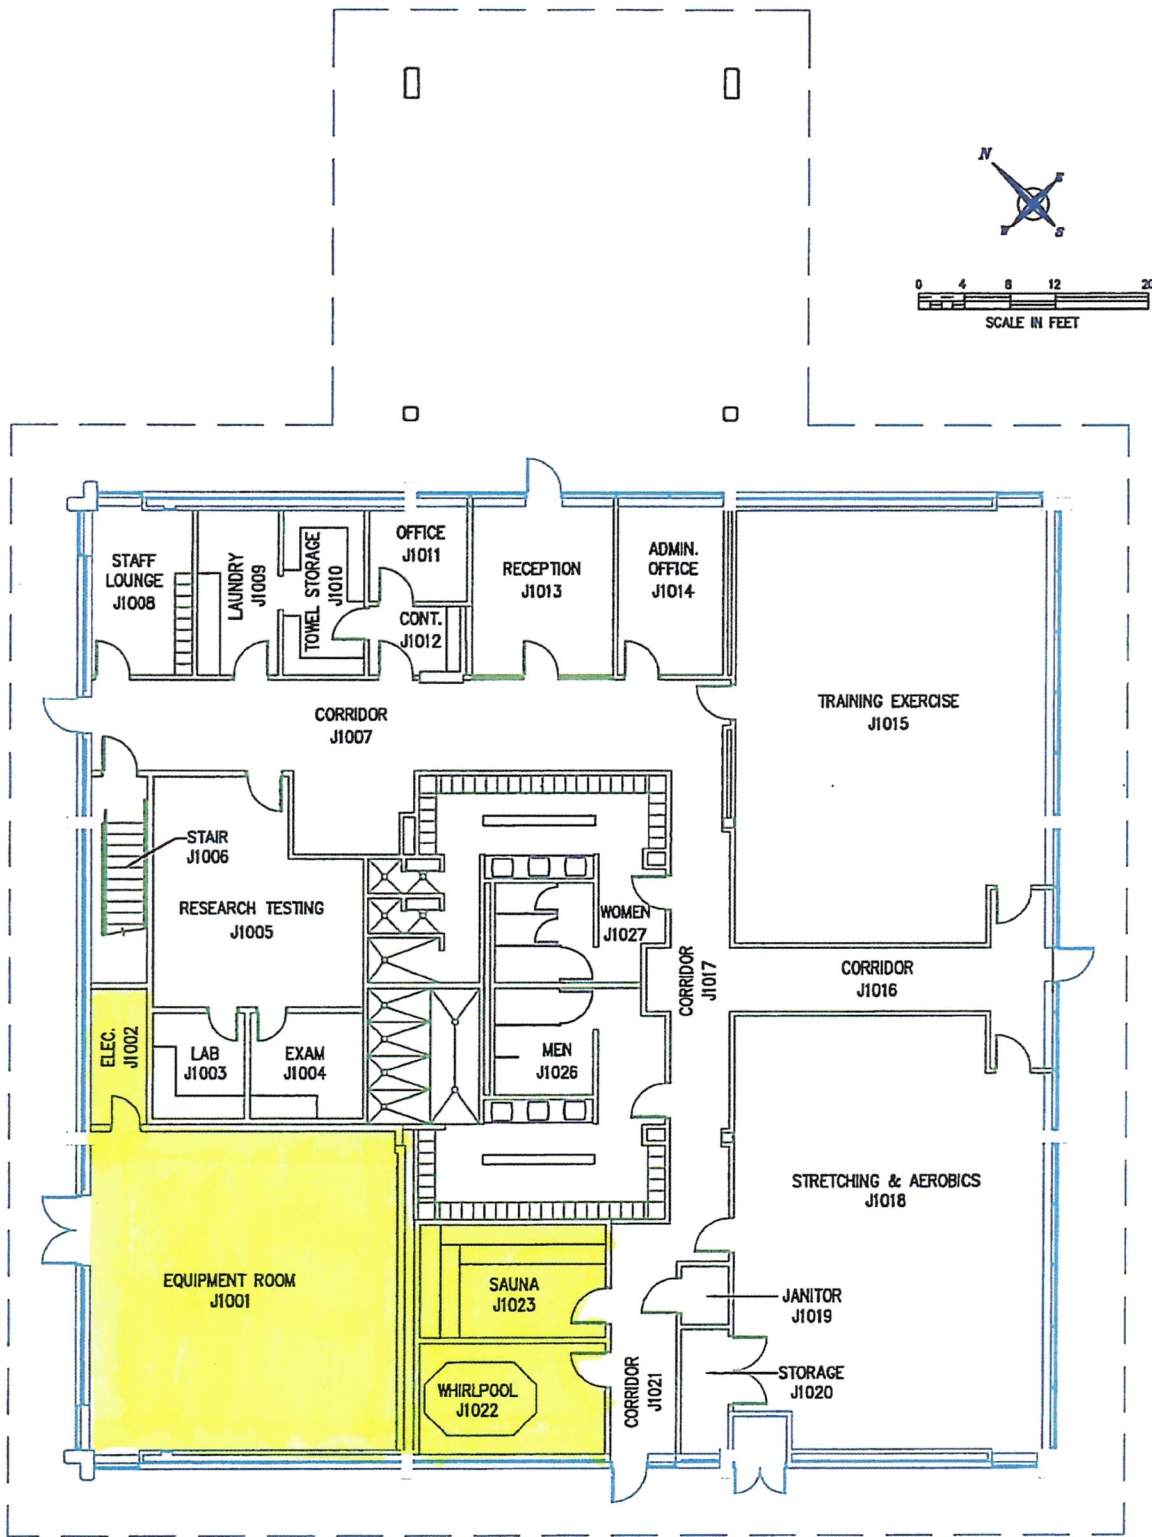 N
E
W
S
0 4 8 12 20
SCALE IN FEET
STAFF
LOUNGE
J1008
LAUNDRY
J1009
TOWEL STORAGE
J1010
OFFICE
J1011
CONT.
J1012
RECEPTION
J1013
ADMIN.
OFFICE
J1014
TRAINING EXERCISE
J1015
CORRIDOR
J1007
STAIR
J1006
RESEARCH TESTING
J1005
WOMEN
J1027
CORRIDOR
J1017
CORRIDOR
J1016
ELEC.
J1002
LAB
J1003
EXAM
J1004
MEN
J1026
STRETCHING & AEROBICS
J1018
EQUIPMENT ROOM
J1001
SAUNA
J1023
JANITOR
J1019
WHIRLPOOL
J1022
CORRIDOR
J1021
STORAGE
J1020